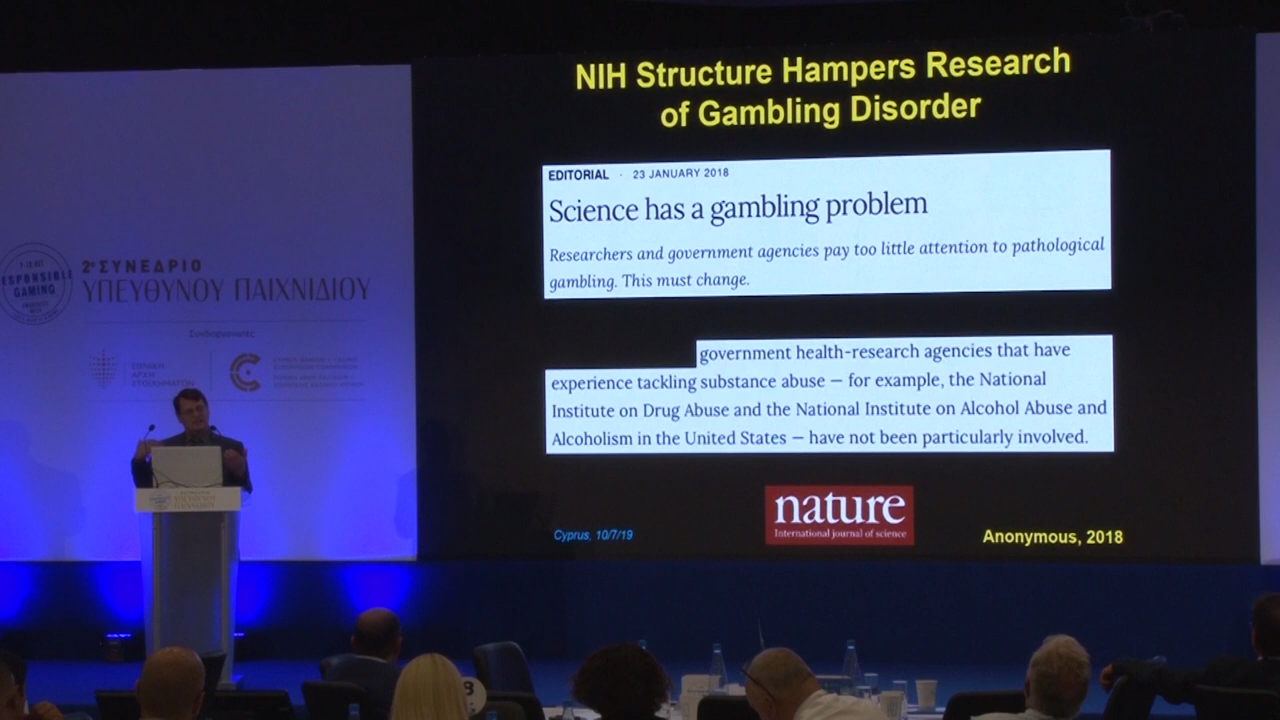 NIH Structure Hampers Research
of Gambling Disorder
EDITORIAL · 23 JANUARY 2018
Science has a gambling problem
Researchers and government agencies pay too little attention to pathological
gambling. This must change.
government health-research agencies that have
experience tackling substance abuse — for example, the National
Institute on Drug Abuse and the National Institute on Alcohol Abuse and
Alcoholism in the United States — have not been particularly involved.
nature
International journal of science
Cyprus, 10/7/19
Anonymous, 2018
RESPONSIBLE
GAMING
2ο ΣΥΝΕΔΡΙΟ
ΥΠΕΥΘΥΝΟΥ ΠΑΙΧΝΙΔΙΟΥ
Συνδιοργανωτές
ΕΘΝΙΚΗ
ΑΡΧΗ
ΣΤΟΙΧΗΜΑΤΩΝ